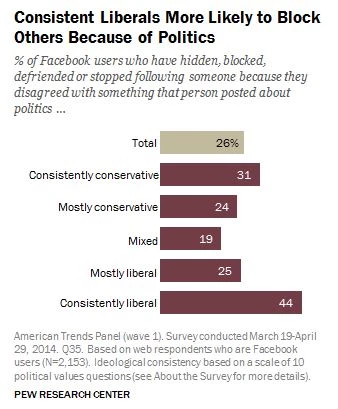 Consistent Liberals More Likely to Block
Others Because of Politics
% of Facebook users who have hidden, blocked,
defriended or stopped following someone because they
disagreed with something that person posted about
politics ...
Total 26%
Consistently conservative 31
Mostly conservative 24
Mixed 19
Mostly liberal 25
Consistently liberal 44
American Trends Panel (wave 1). Survey conducted March 19-April
29, 2014. Q35. Based on web respondents who are Facebook
users (N=2,153). Ideological consistency based on a scale of 10
political values questions (see About the Survey for more details).
PEW RESEARCH CENTER